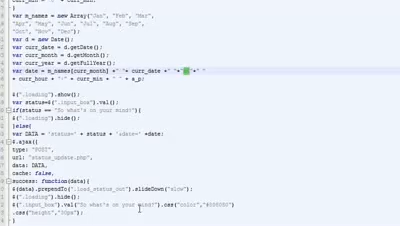 }
var m_names = new Array("Jan", "Feb", "Mar",
"Apr", "May", "Jun", "Jul", "Aug", "Sep",
"Oct", "Nov", "Dec");
var d = new Date();
var curr_date = d.getDate();
var curr_month = d.getMonth();
var curr_year = d.getFullYear();
var date = m_names[curr_month] +" "+ curr_date +" "+" +" "
+ curr_hour + ":" + curr_min + " " + a_p;
$(".loading").show();
var status=$(".input_box").val();
if(status == "So what's on your mind?"){
$(".loading").hide();
}else{
var DATA = 'status=' + status + '&date=' +date;
$.ajax({
type: "POST",
url: "status_update.php",
data: DATA,
cache: false,
success: function(data){
$(data).prependTo(".load_status_out").slideDown("slow");
$(".loading").hide();
$(".input_box").val("So what's on your mind?").css("color",
.css("height","30px");
}